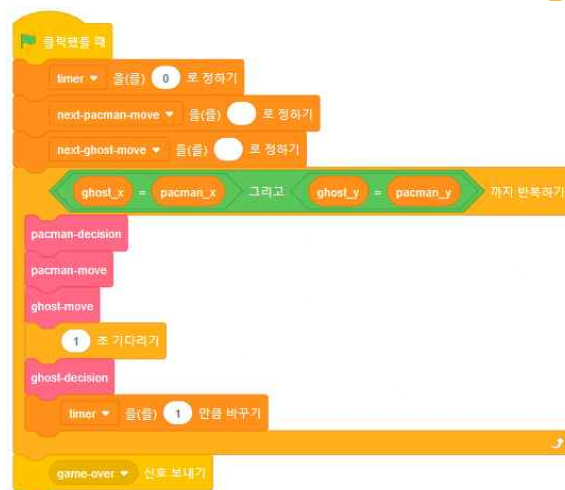 클릭했을 때
timer ▼ 을(를) 0 로 정하기
next-pacman-move ▼ 을(를) 로 정하기
next-ghost-move ▼ 을(를) 로 정하기
ghost_x = pacman_x 그리고 ghost_y = pacman_y 까지 반복하기
pacman-decision
pacman-move
ghost-move
1 초 기다리기
ghost-decision
timer ▼ 을(를) 1 만큼 바꾸기
game-over ▼ 신호 보내기